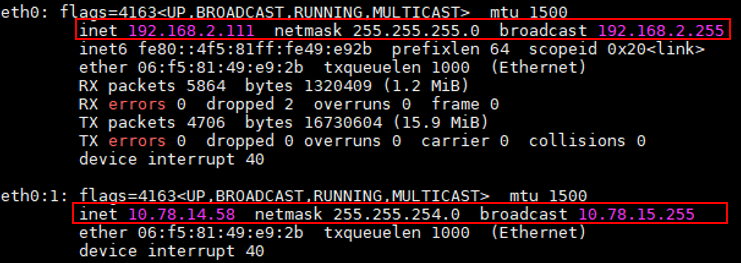 eth0: flags=4163<UP,BROADCAST,RUNNING,MULTICAST>  mtu 1500
inet 192.168.2.111  netmask 255.255.255.0  broadcast 192.168.2.255
inet6 fe80::4f5:81ff:fe49:e92b  prefixlen 64  scopeid 0x20<link>
ether 06:f5:81:49:e9:2b  txqueuelen 1000  (Ethernet)
RX packets 5864  bytes 1320409 (1.2 MiB)
RX errors 0  dropped 2  overruns 0  frame 0
TX packets 4706  bytes 16730604 (15.9 MiB)
TX errors 0  dropped 0 overruns 0  carrier 0  collisions 0
device interrupt 40
eth0:1: flags=4163<UP,BROADCAST,RUNNING,MULTICAST>  mtu 1500
inet 10.78.14.58  netmask 255.255.254.0  broadcast 10.78.15.255
ether 06:f5:81:49:e9:2b  txqueuelen 1000  (Ethernet)
device interrupt 40